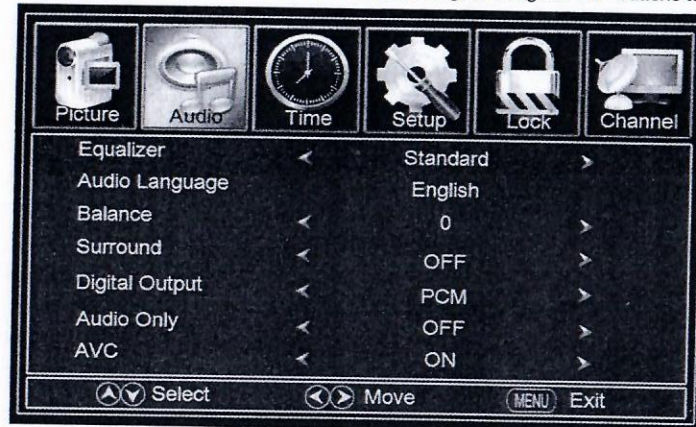 Picture Audio Time Setup Lock Channel
Equalizer < Standard >
Audio Language English
Balance < 0 >
Surround < OFF >
Digital Output < PCM >
Audio Only < OFF >
AVC < ON >
Select Move MENU Exit